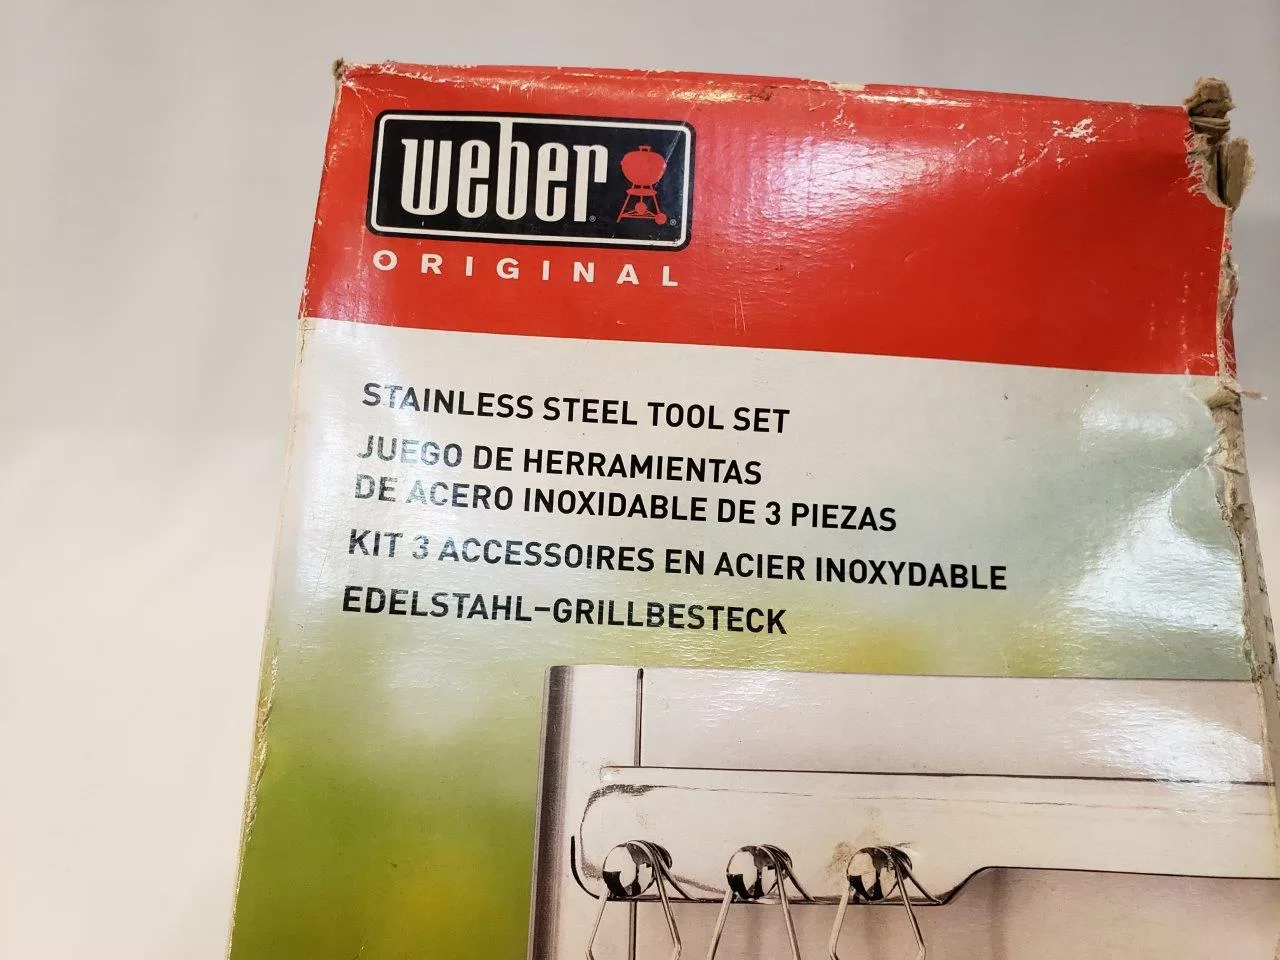 weber
ORIGINAL
STAINLESS STEEL TOOL SET
JUEGO DE HERRAMIENTAS
DE ACERO INOXIDABLE DE 3 PIEZAS
KIT 3 ACCESSOIRES EN ACIER INOXYDABLE
EDELSTAHL-GRILLBESTECK